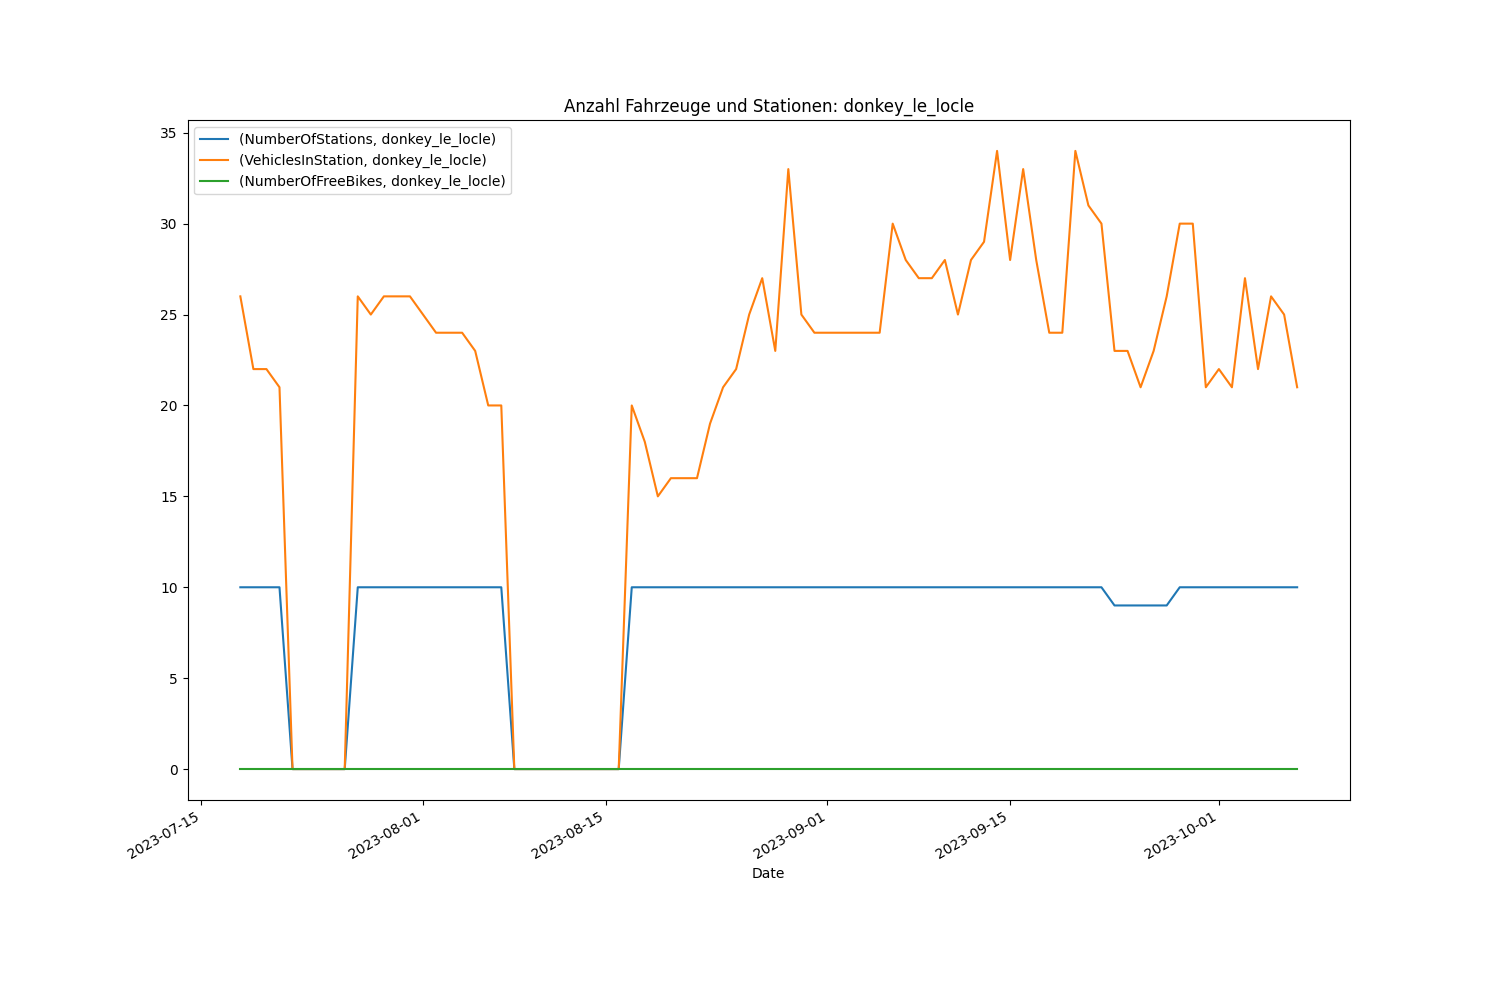 Anzahl Fahrzeuge und Stationen: donkey_le_locle
(NumberOfStations, donkey_le_locle)
(VehiclesInStation, donkey_le_locle)
(NumberOfFreeBikes, donkey_le_locle)
35
30
25
20
15
10
5
0
2023-07-15
2023-08-01
2023-08-15
2023-09-01
2023-09-15
2023-10-01
Date